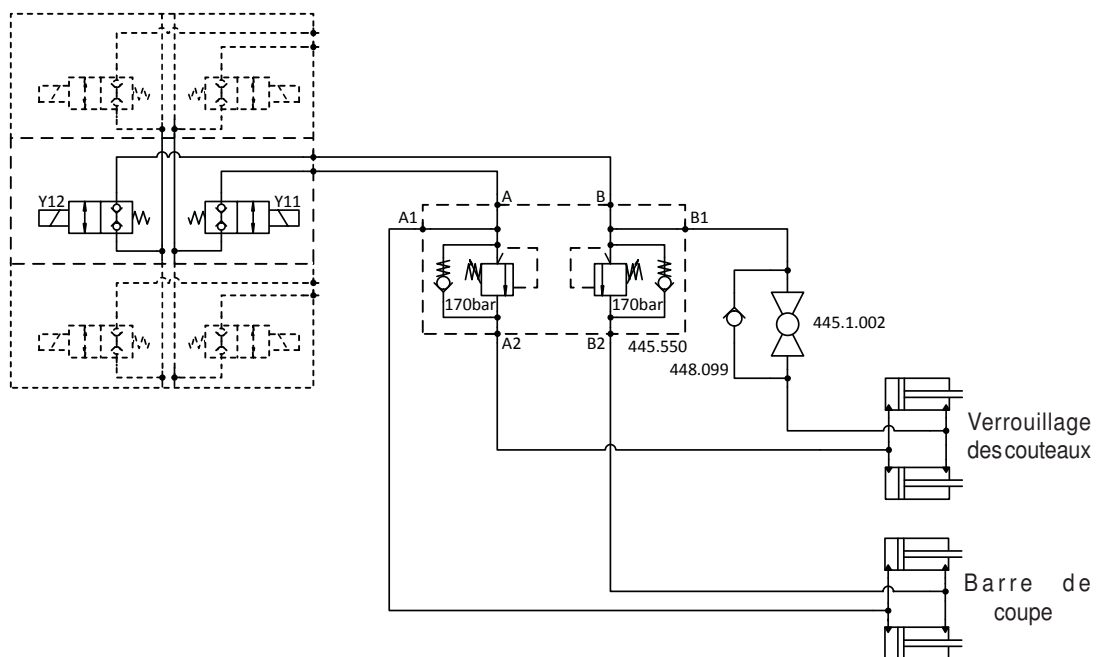 Y12
Y11
A
B
A1
B1
170bar
170bar
A2
B2
445.550
448.099
445.1.002
Verrouillage
des couteaux
Barre de
coupe